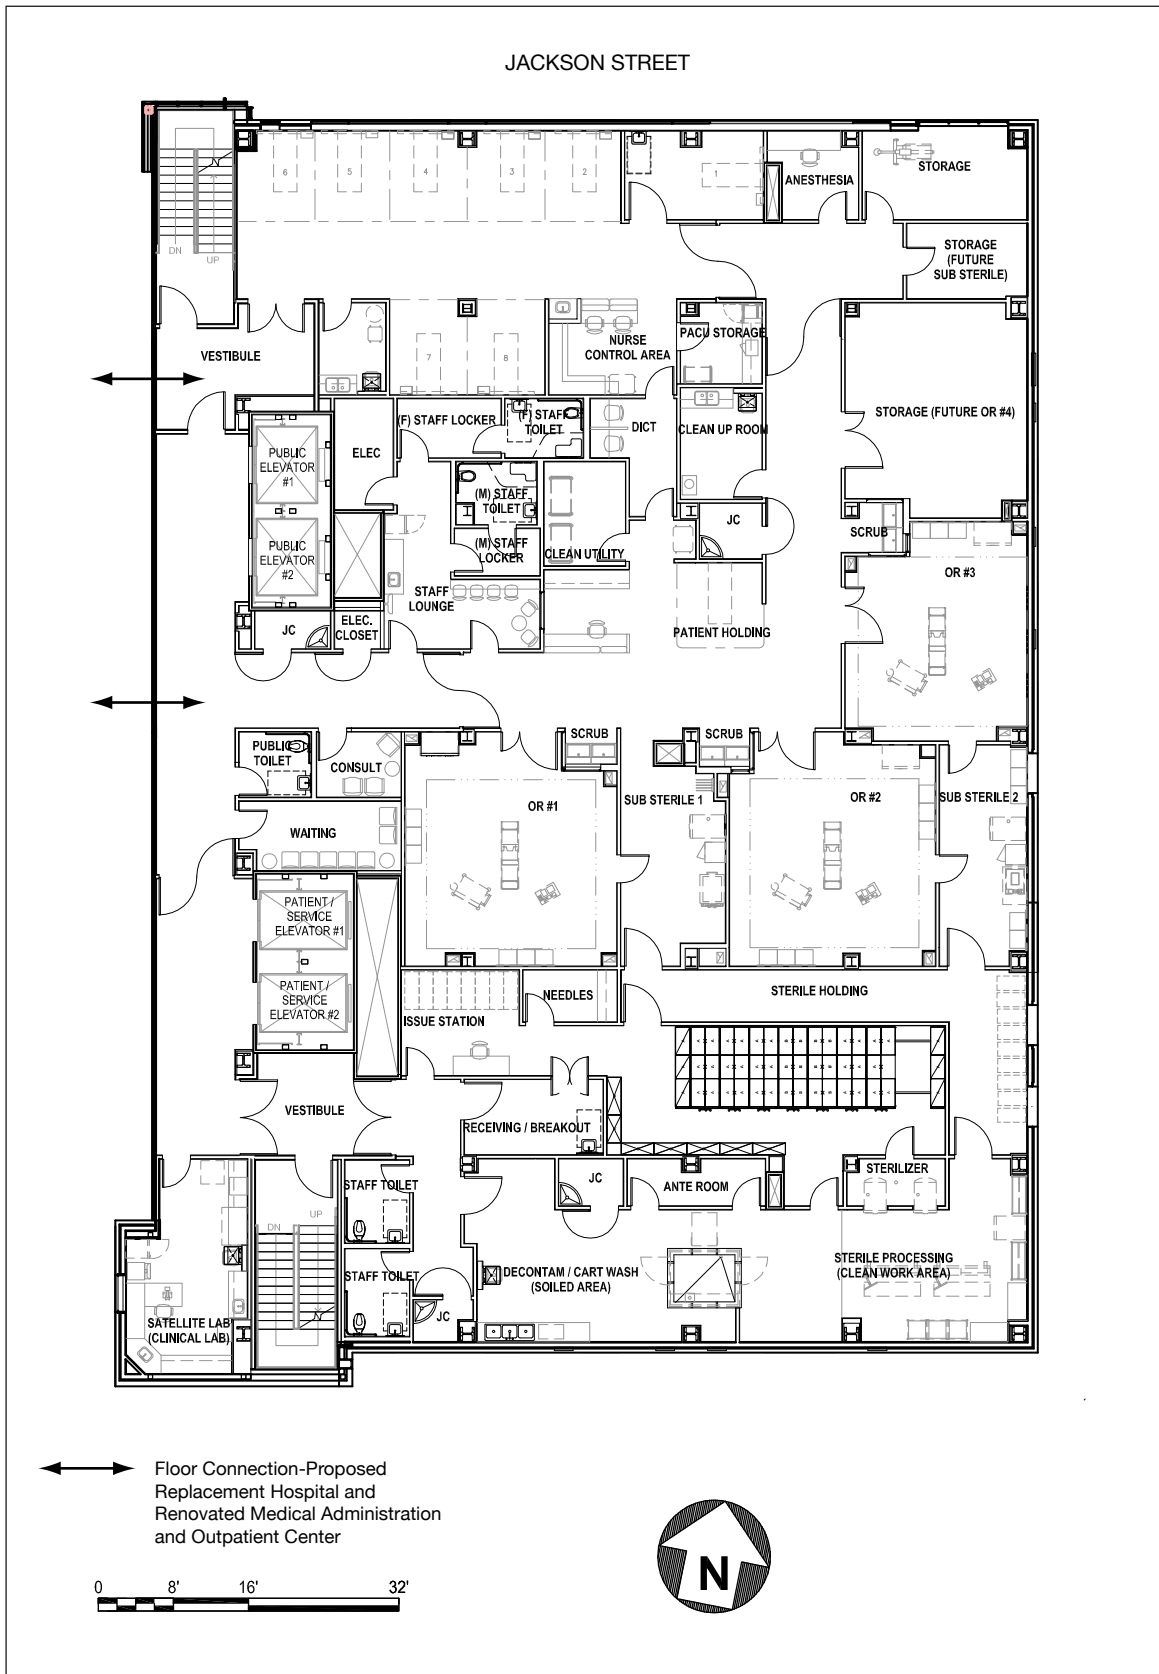 JACKSON STREET
6
5
4
3
2
1
ANESTHESIA
STORAGE
DN
UP
STORAGE
(FUTURE
SUB STERILE)
VESTIBULE
7
8
NURSE
CONTROL AREA
PACU STORAGE
STORAGE (FUTURE OR #4)
PUBLIC
ELEVATOR
#1
ELEC
(F) STAFF LOCKER
(F) STAFF
TOILET
DICT
CLEAN UP ROOM
PUBLIC
ELEVATOR
#2
(M) STAFF
TOILET
(M) STAFF
LOCKER
CLEAN UTILITY
JC
SCRUB
OR #3
STAFF
LOUNGE
JC
ELEC.
CLOSET
PATIENT HOLDING
PUBLIC
TOILET
CONSULT
SCRUB
SCRUB
WAITING
OR #1
SUB STERILE 1
OR #2
SUB STERILE 2
PATIENT /
SERVICE
ELEVATOR #1
PATIENT /
SERVICE
ELEVATOR #2
ISSUE STATION
NEEDLES
STERILE HOLDING
VESTIBULE
RECEIVING / BREAKOUT
STAFF TOILET
JC
ANTE ROOM
STERILIZER
DN
UP
STAFF TOILET
JC
DECONTAM / CART WASH
(SOILED AREA)
STERILE PROCESSING
(CLEAN WORK AREA)
SATELLITE LAB
(CLINICAL LAB)
Floor Connection-Proposed
Replacement Hospital and
Renovated Medical Administration
and Outpatient Center
N
0 8' 16' 32'